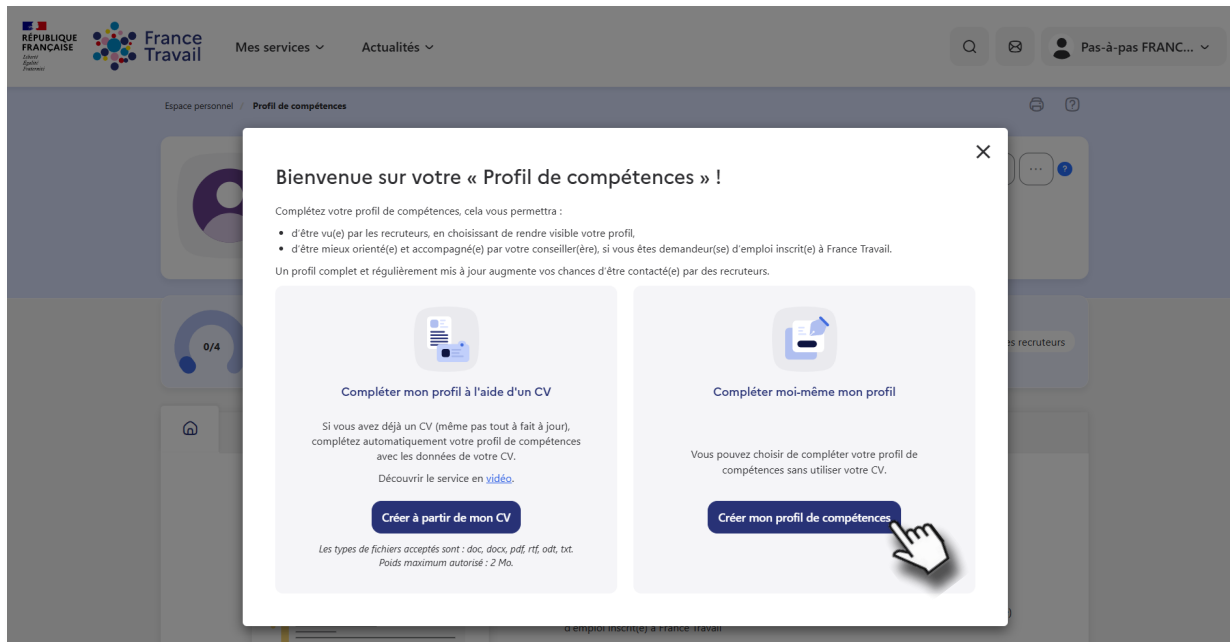 RÉPUBLIQUE
FRANÇAISE
Liberté
Égalité
Fraternité
France
Travail
Mes services
Actualités
Pas-à-pas FRANC...
Espace personnel / Profil de compétences
Bienvenue sur votre « Profil de compétences » !
Complétez votre profil de compétences, cela vous permettra :
• d'être vu(e) par les recruteurs, en choisissant de rendre visible votre profil,
• d'être mieux orienté(e) et accompagné(e) par votre conseiller(ère), si vous êtes demandeur(se) d'emploi inscrit(e) à France Travail.
Un profil complet et régulièrement mis à jour augmente vos chances d'être contacté(e) par des recruteurs.
0/4
Compléter mon profil à l'aide d'un CV
Si vous avez déjà un CV (même pas tout à fait à jour),
complétez automatiquement votre profil de compétences
avec les données de votre CV.
Découvrir le service en vidéo.
Créer à partir de mon CV
Les types de fichiers acceptés sont : doc, docx, pdf, rtf, odt, txt.
Poids maximum autorisé : 2 Mo.
Compléter moi-même mon profil
Vous pouvez choisir de compléter votre profil de
compétences sans utiliser votre CV.
Créer mon profil de compétences
es recruteurs
d'emploi inscrit(e) à France Travail